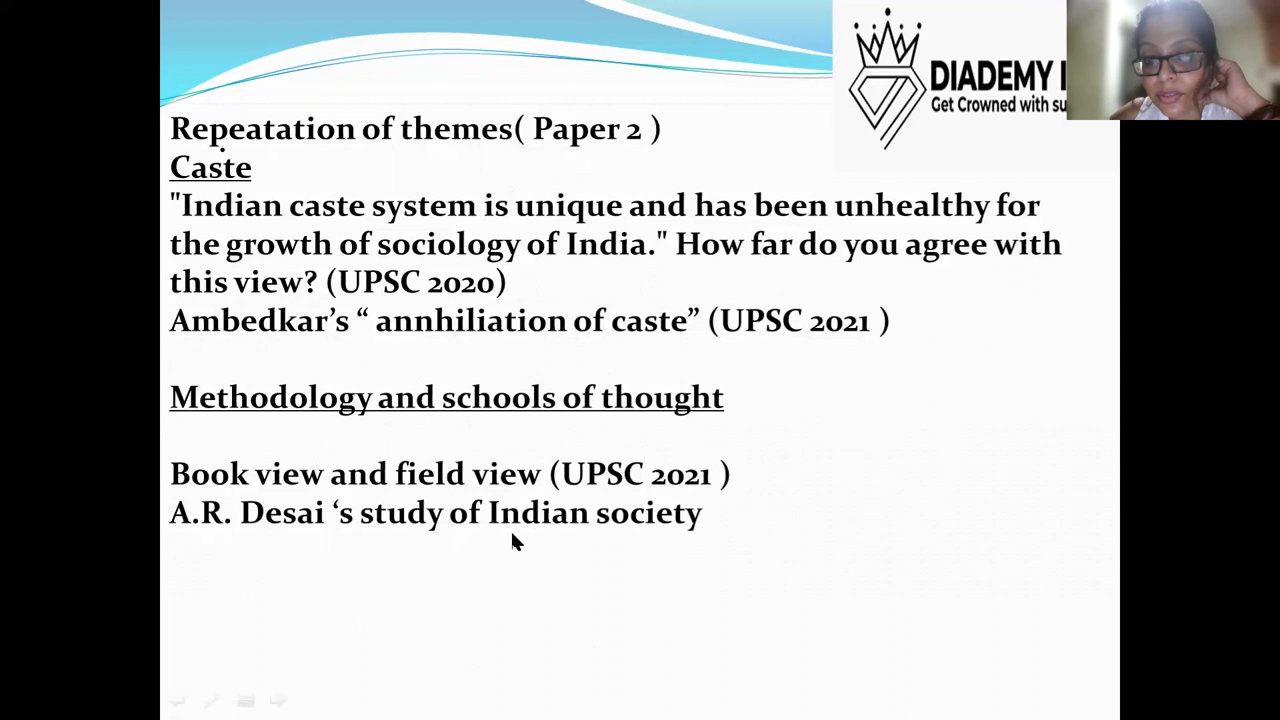 DIADEMY
Get Crowned with
Repeatation of themes( Paper 2 )
Caste
"Indian caste system is unique and has been unhealthy for
the growth of sociology of India." How far do you agree with
this view? (UPSC 2020)
Ambedkar’s “ annhiliation of caste” (UPSC 2021 )
Methodology and schools of thought
Book view and field view (UPSC 2021 )
A.R. Desai ‘s study of Indian society